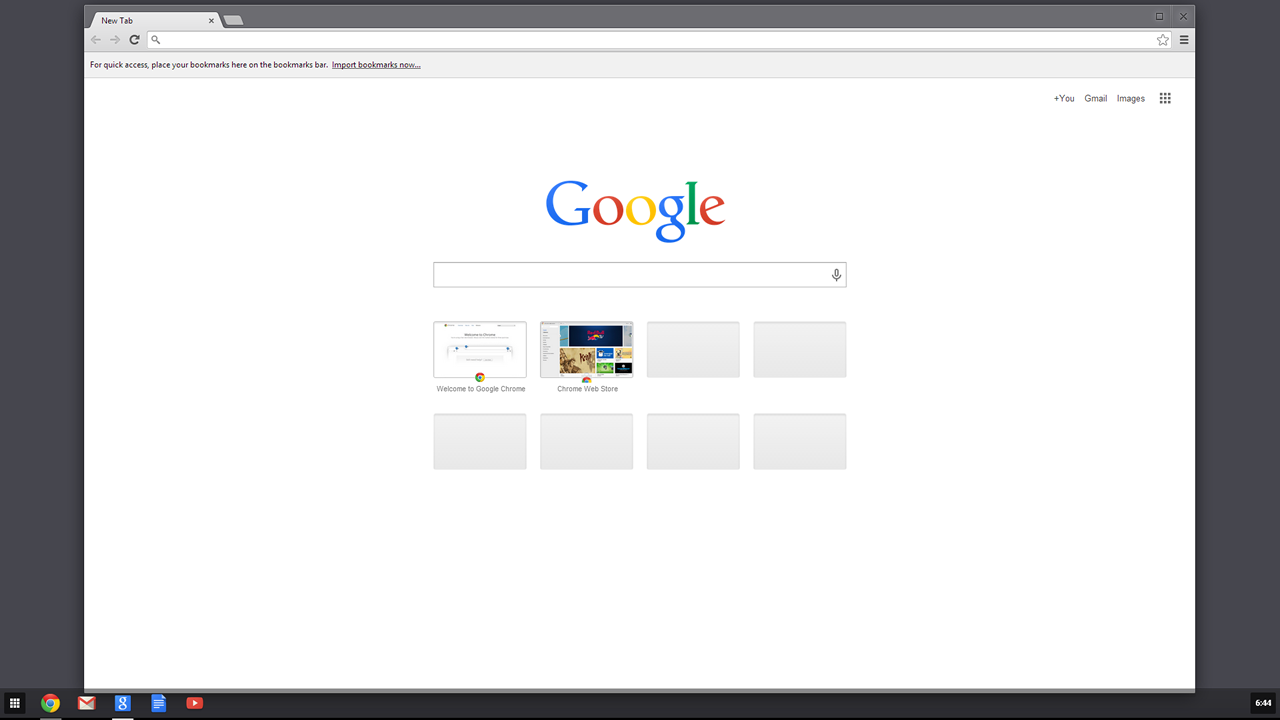 New Tab
For quick access, place your bookmarks here on the bookmarks bar. Import bookmarks now...
+You Gmail Images
Google
Welcome to Google Chrome
Chrome Web Store
6:44